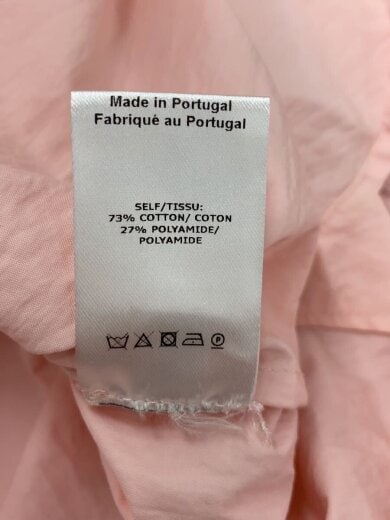 Made in Portugal
Fabriqué au Portugal
SELF/TISSU:
73% COTTON/ COTON
27% POLYAMIDE/
POLYAMIDE
P